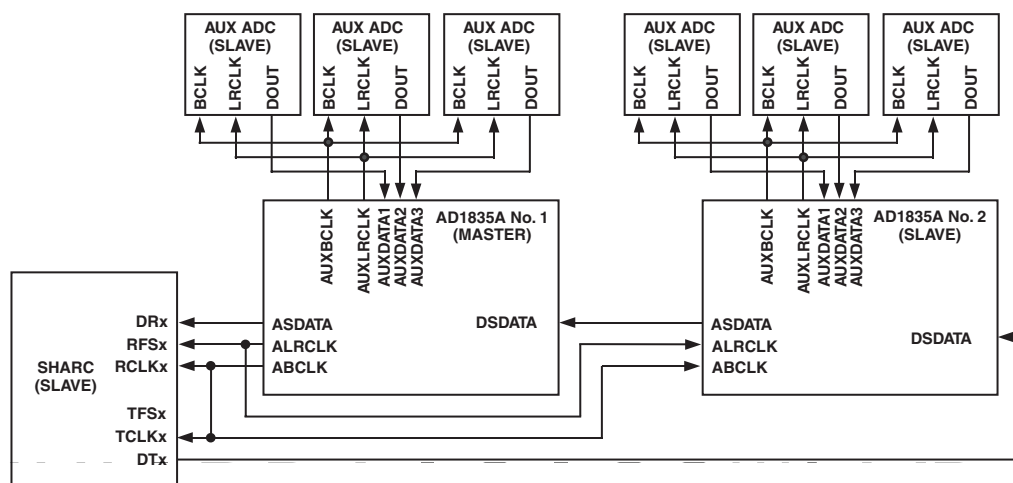 AUX ADC
(SLAVE)
BCLK
LRCLK
DOUT
AUX ADC
(SLAVE)
BCLK
LRCLK
DOUT
AUX ADC
(SLAVE)
BCLK
LRCLK
DOUT
AUX ADC
(SLAVE)
BCLK
LRCLK
DOUT
AUX ADC
(SLAVE)
BCLK
LRCLK
DOUT
AUX ADC
(SLAVE)
BCLK
LRCLK
DOUT
AUXBCLK
AUXLRCLK
AUXDATA1
AUXDATA2
AUXDATA3
AD1835A No. 1
(MASTER)
ASDATA
ALRCLK
ABCLK
DSDATA
AUXBCLK
AUXLRCLK
AUXDATA1
AUXDATA2
AUXDATA3
AD1835A No. 2
(SLAVE)
ASDATA
ALRCLK
ABCLK
DSDATA
SHARC
(SLAVE)
DRx
RFSx
RCLKx
TFSx
TCLKx
DTx